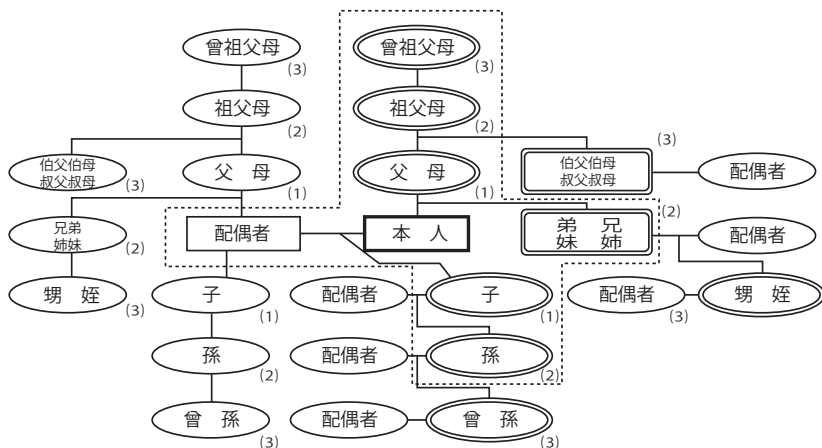 曾祖父母
(3)
曾祖父母
(3)
祖父母
(2)
祖父母
(2)
伯父伯母
叔父叔母
(3)
父　母
(1)
父　母
(1)
伯父伯母
叔父叔母
(3)
配偶者
兄弟
姉妹
(2)
配偶者
本　人
弟　兄
妹　姉
(2)
配偶者
甥　姪
(3)
子
(1)
配偶者
子
(1)
配偶者
(3)
甥　姪
孫
(2)
配偶者
孫
(2)
曾　孫
(3)
配偶者
曾　孫
(3)